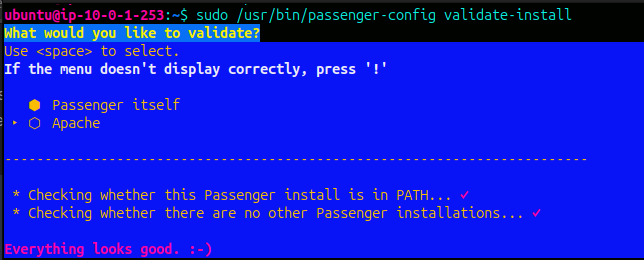 ubuntu@ip-10-0-1-253:~$ sudo /usr/bin/passenger-config validate-install
What would you like to validate?
Use <space> to select.
If the menu doesn't display correctly, press '!'
⬢ Passenger itself
‣ ⬡ Apache
-------------------------------------------------------------------------
* Checking whether this Passenger install is in PATH... ✓
* Checking whether there are no other Passenger installations... ✓
Everything looks good. :-)